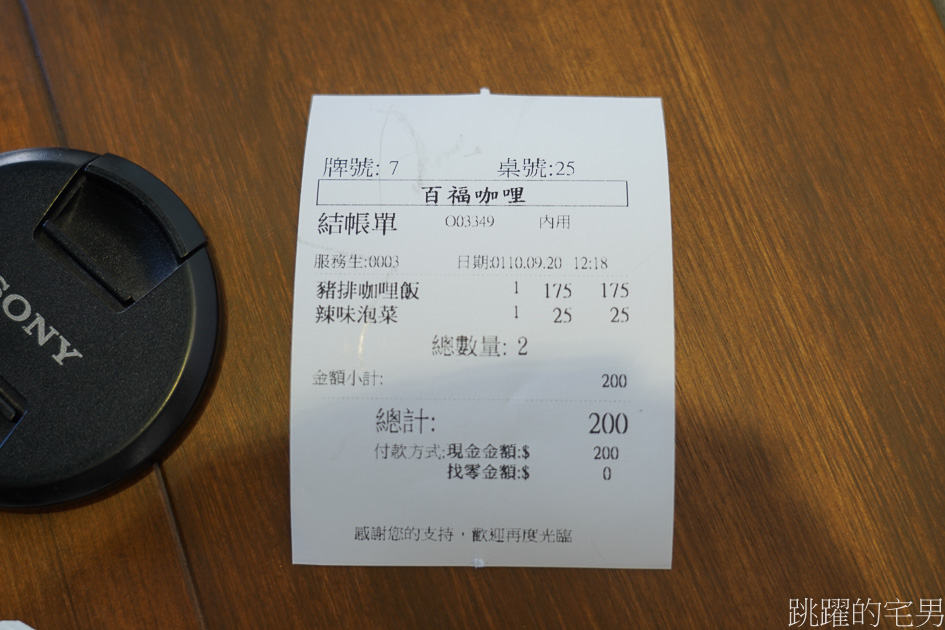 牌號: 7 桌號:25
百福咖哩
結帳單 O03349 內用
服務生:0003 日期:0110.09.20 12:18
豬排咖哩飯 1 175 175
辣味泡菜 1 25 25
總數量: 2
金額小計: 200
總計: 200
付款方式:現金金額:$ 200
找零金額:$ 0
感謝您的支持，歡迎再度光臨
SONY
跳躍的宅男